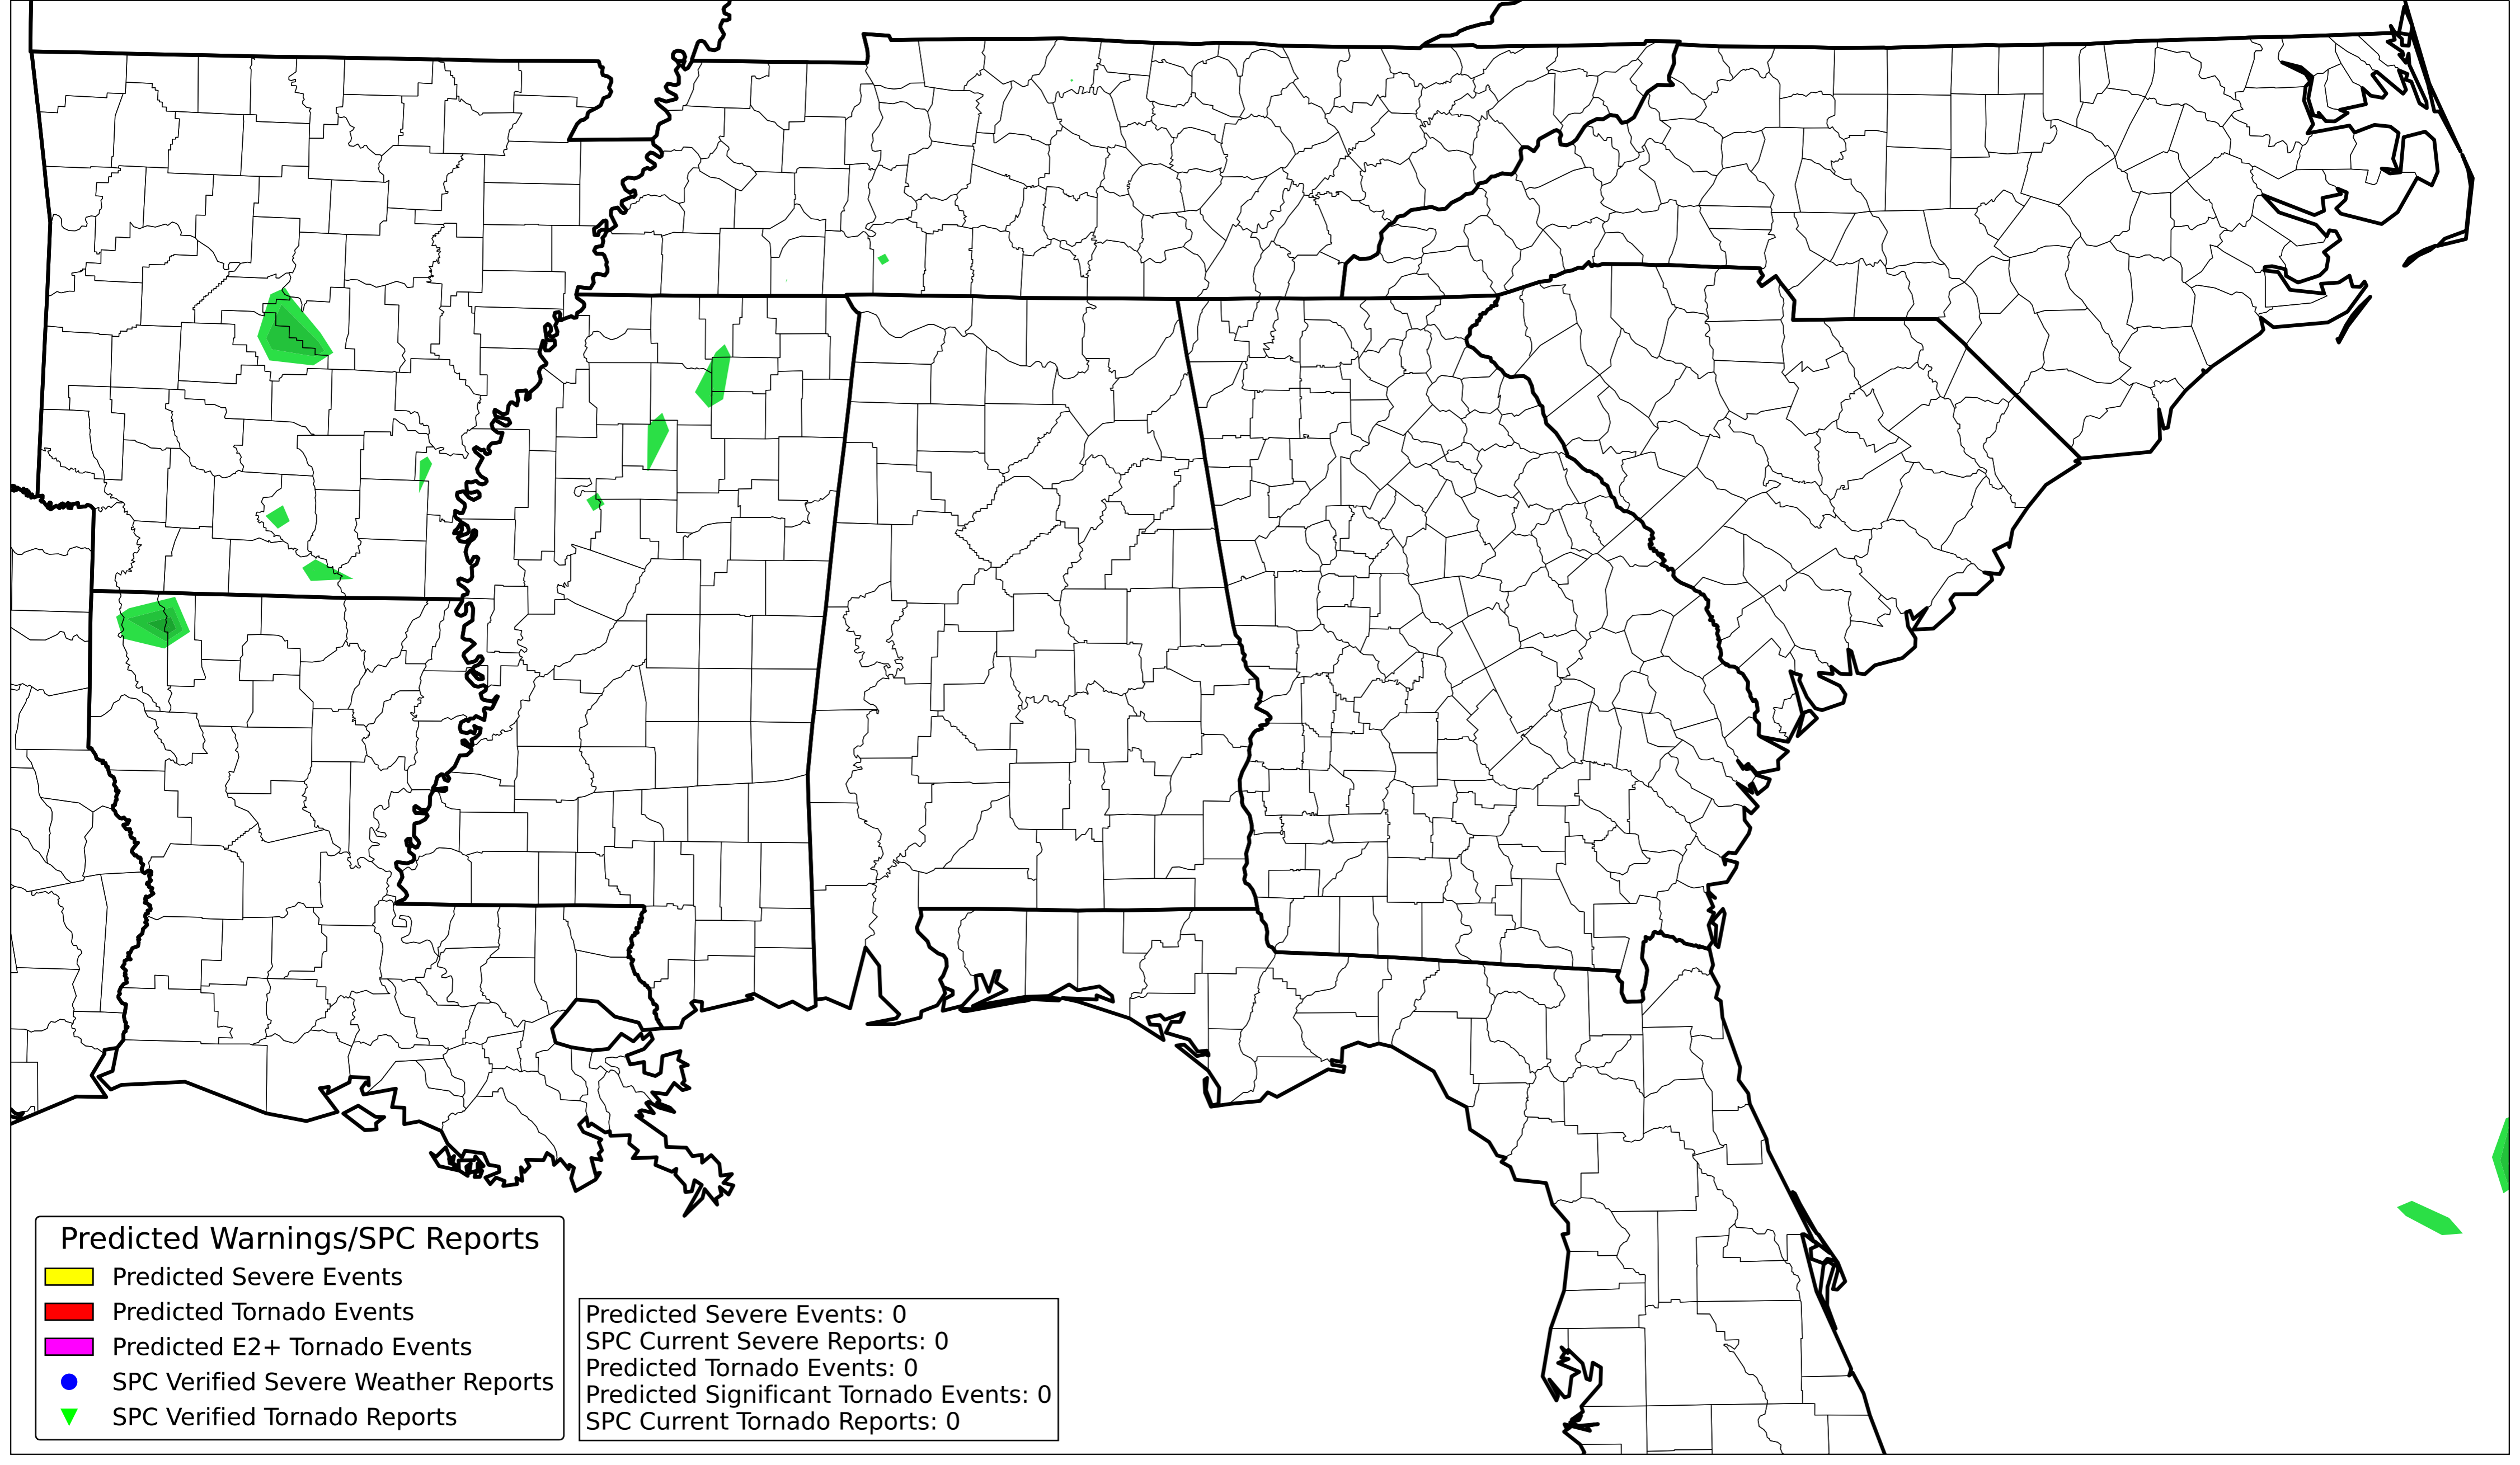 Predicted Warnings/SPC Reports
Predicted Severe Events
Predicted Tornado Events
Predicted E2+ Tornado Events
SPC Verified Severe Weather Reports
SPC Verified Tornado Reports
Predicted Severe Events: 0
SPC Current Severe Reports: 0
Predicted Tornado Events: 0
Predicted Significant Tornado Events: 0
SPC Current Tornado Reports: 0